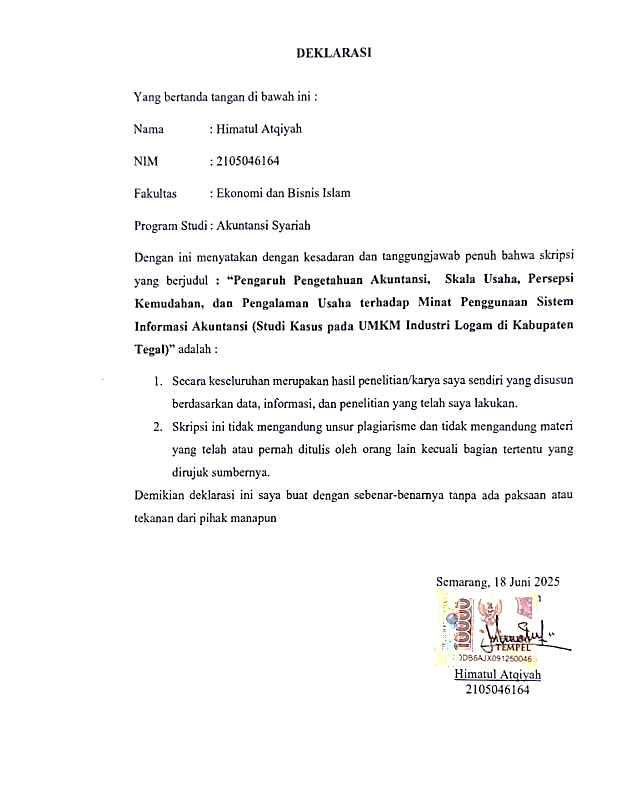 DEKLARASI
Yang bertanda tangan di bawah ini :
Nama : Himatul Atqiyah
NIM : 2105046164
Fakultas : Ekonomi dan Bisnis Islam
Program Studi : Akuntansi Syariah
Dengan ini menyatakan dengan kesadaran dan tanggungjawab penuh bahwa skripsi
yang berjudul : “Pengaruh Pengetahuan Akuntansi, Skala Usaha, Persepsi
Kemudahan, dan Pengalaman Usaha terhadap Minat Penggunaan Sistem
Informasi Akuntansi (Studi Kasus pada UMKM Industri Logam di Kabupaten
Tegal)” adalah :
1. Secara keseluruhan merupakan hasil penelitian/karya saya sendiri yang disusun
berdasarkan data, informasi, dan penelitian yang telah saya lakukan.
2. Skripsi ini tidak mengandung unsur plagiarisme dan tidak mengandung materi
yang telah atau pernah ditulis oleh orang lain kecuali bagian tertentu yang
dirujuk sumbernya.
Demikian deklarasi ini saya buat dengan sebenar-benarnya tanpa ada paksaan atau
tekanan dari pihak manapun
Semarang, 18 Juni 2025
10000
TEMPEL
DB6AJX091250046
Himatul Atqiyah
2105046164